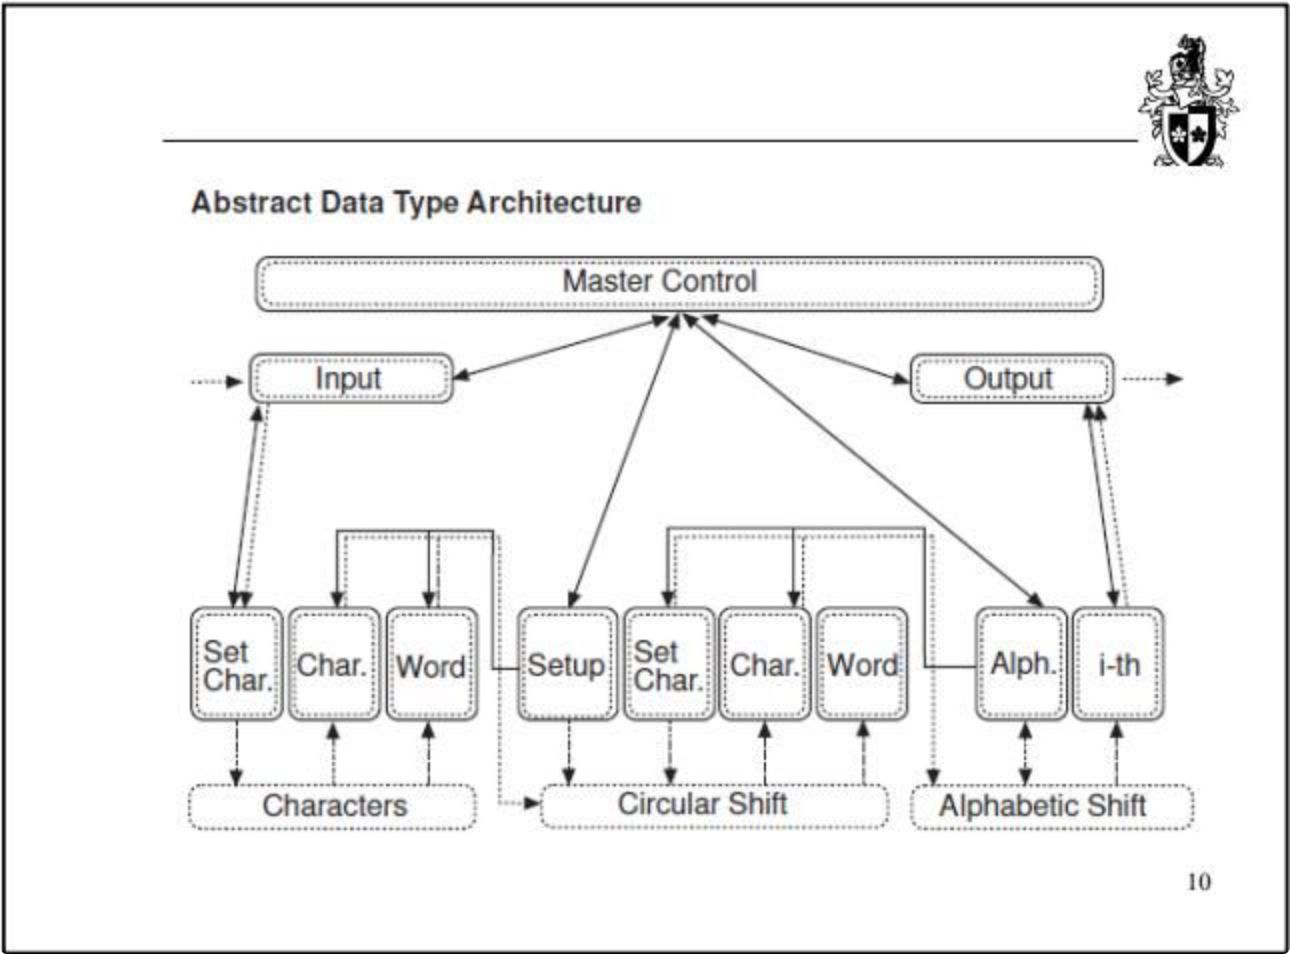 Abstract Data Type Architecture
Master Control
Input
Output
Set
Char.
Char.
Word
Setup
Set
Char.
Char.
Word
Alph.
i-th
Characters
Circular Shift
Alphabetic Shift
10